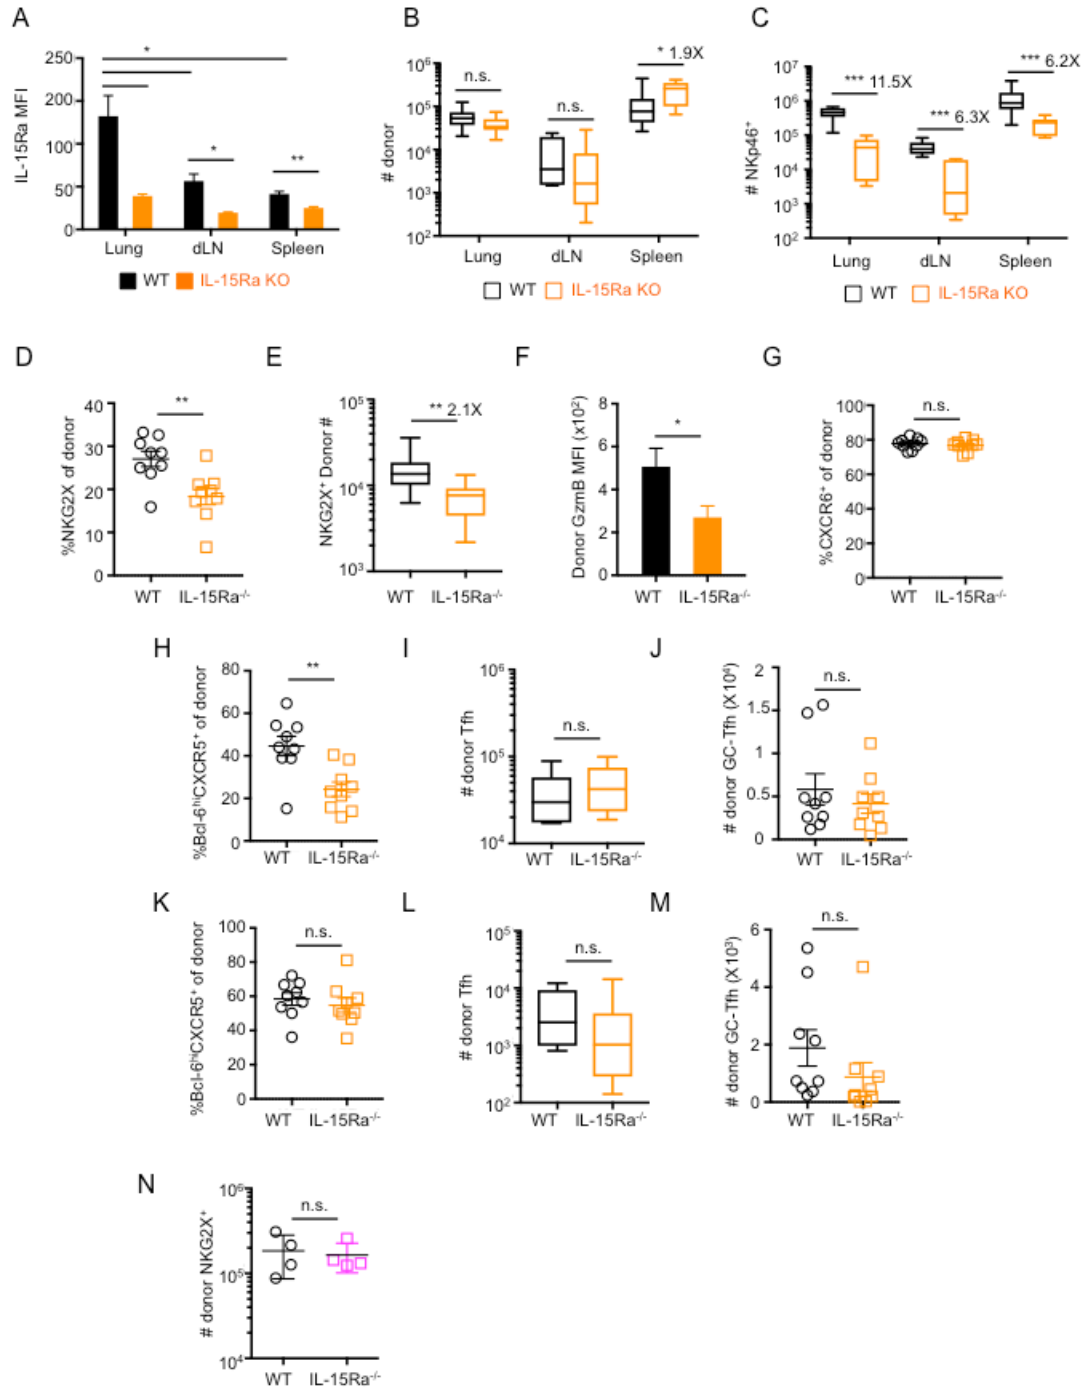 A
IL-15Ra MFI
250
200
100
50
0
*
*
**
Lung dLN Spleen
WT IL-15Ra KO
B
# donor
10⁶
10⁵
10⁴
10³
10²
n.s.
n.s.
* 1.9X
Lung dLN Spleen
WT IL-15Ra KO
C
# NKp46⁺
10⁷
10⁶
10⁵
10⁴
10³
10²
*** 11.5X
*** 6.3X
*** 6.2X
Lung dLN Spleen
WT IL-15Ra KO
D
%NKG2X of donor
40
30
20
10
0
**
WT IL-15Ra⁻/⁻
E
NKG2X⁺ Donor #
10⁵
10⁴
10³
** 2.1X
WT IL-15Ra⁻/⁻
F
Donor GzmB MFI (x10²)
8
6
4
2
0
*
WT IL-15Ra⁻/⁻
G
%CXCR6⁺ of donor
100
80
60
40
20
0
n.s.
WT IL-15Ra⁻/⁻
H
%Bcl-6ʰⁱCXCR5⁺ of donor
80
60
40
20
0
**
WT IL-15Ra⁻/⁻
I
# donor Tfh
10⁶
10⁵
10⁴
n.s.
WT IL-15Ra⁻/⁻
J
# donor GC-Tfh (X10⁴)
2
1.5
1
0.5
0
n.s.
WT IL-15Ra⁻/⁻
K
%Bcl-6ʰⁱCXCR5⁺ of donor
100
80
60
40
20
0
n.s.
WT IL-15Ra⁻/⁻
L
# donor Tfh
10⁵
10⁴
10³
10²
n.s.
WT IL-15Ra⁻/⁻
M
# donor GC-Tfh (X10³)
6
4
2
0
n.s.
WT IL-15Ra⁻/⁻
N
# donor NKG2X⁺
10⁶
10⁵
10⁴
n.s.
WT IL-15Ra⁻/⁻